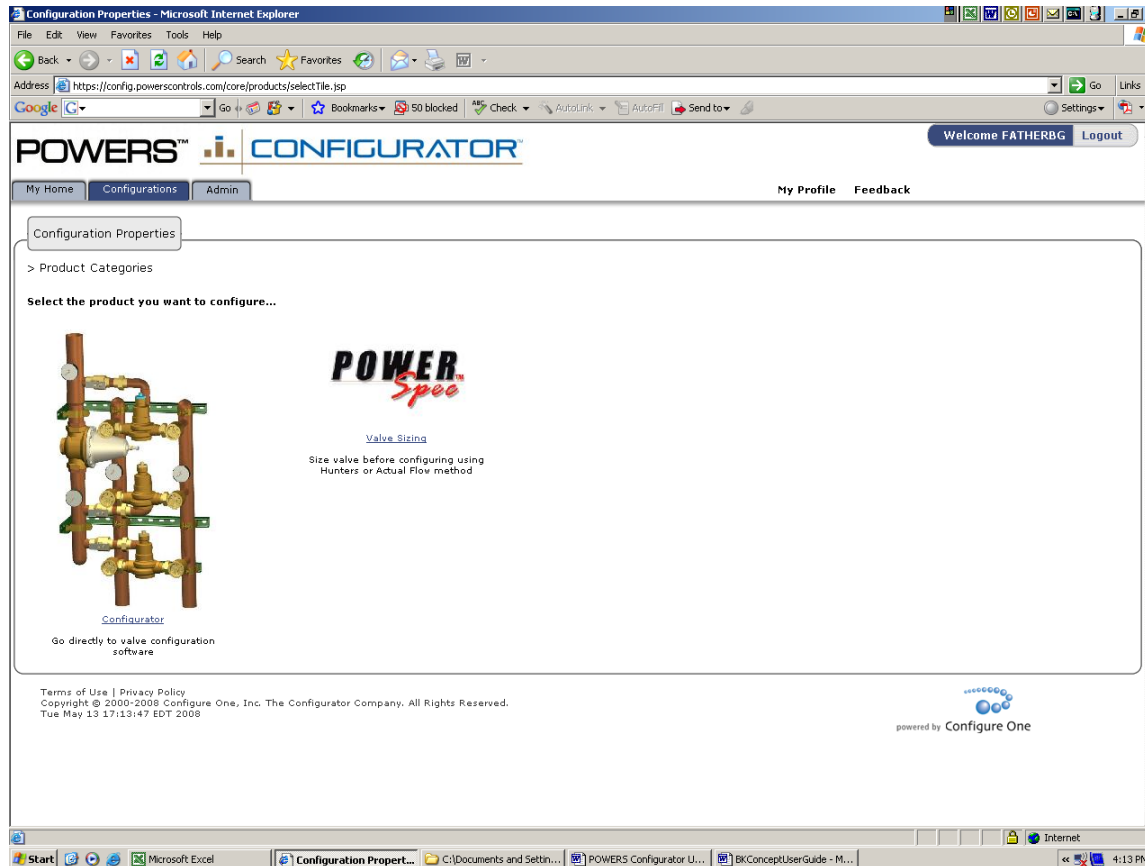 Configuration Properties - Microsoft Internet Explorer
File Edit View Favorites Tools Help
Back Search Favorites
Address https://config.powerscontrols.com/core/products/selectTile.jsp Go Links
Google Go Bookmarks 50 blocked Check AutoLink AutoFill Send to Settings
POWERS™ CONFIGURATOR™
Welcome FATHERBG Logout
My Home Configurations Admin My Profile Feedback
Configuration Properties
> Product Categories
Select the product you want to configure...
POWER™
Spec
Valve Sizing
Size valve before configuring using
Hunters or Actual Flow method
Configurator
Go directly to valve configuration
software
Terms of Use | Privacy Policy
Copyright © 2000-2008 Configure One, Inc. The Configurator Company. All Rights Reserved.
Tue May 13 17:13:47 EDT 2008
powered by Configure One
Internet
Start Microsoft Excel Configuration Propert... C:\Documents and Settin... POWERS Configurator U... BKConceptUserGuide - M... 4:13 PM